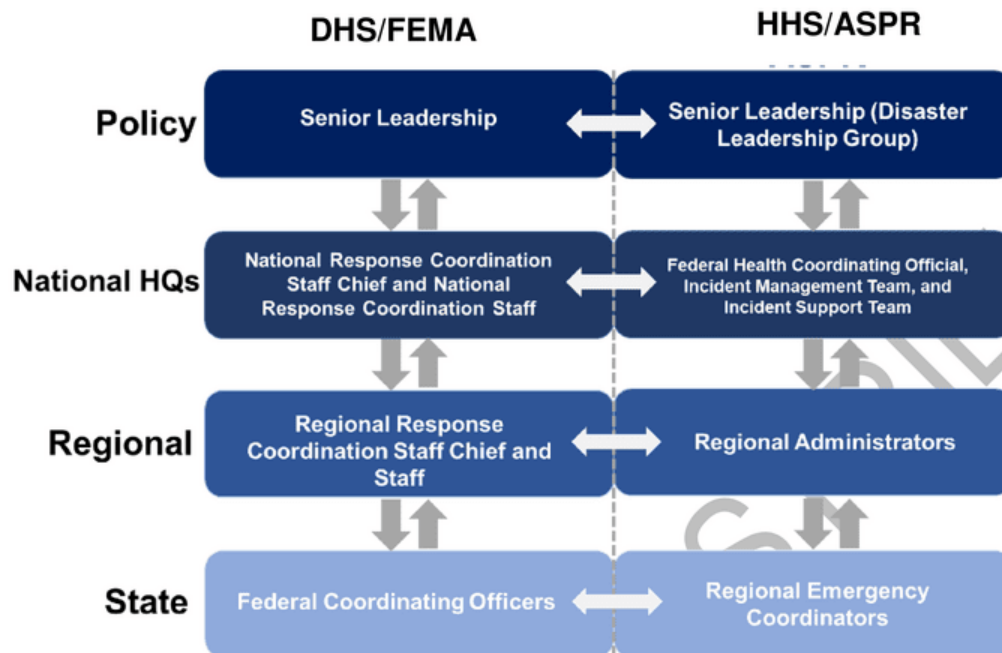 DHS/FEMA
HHS/ASPR
Policy
Senior Leadership
Senior Leadership (Disaster
Leadership Group)
National HQs
National Response Coordination
Staff Chief and National
Response Coordination Staff
Federal Health Coordinating Official,
Incident Management Team, and
Incident Support Team
Regional
Regional Response
Coordination Staff Chief and
Staff
Regional Administrators
State
Federal Coordinating Officers
Regional Emergency
Coordinators